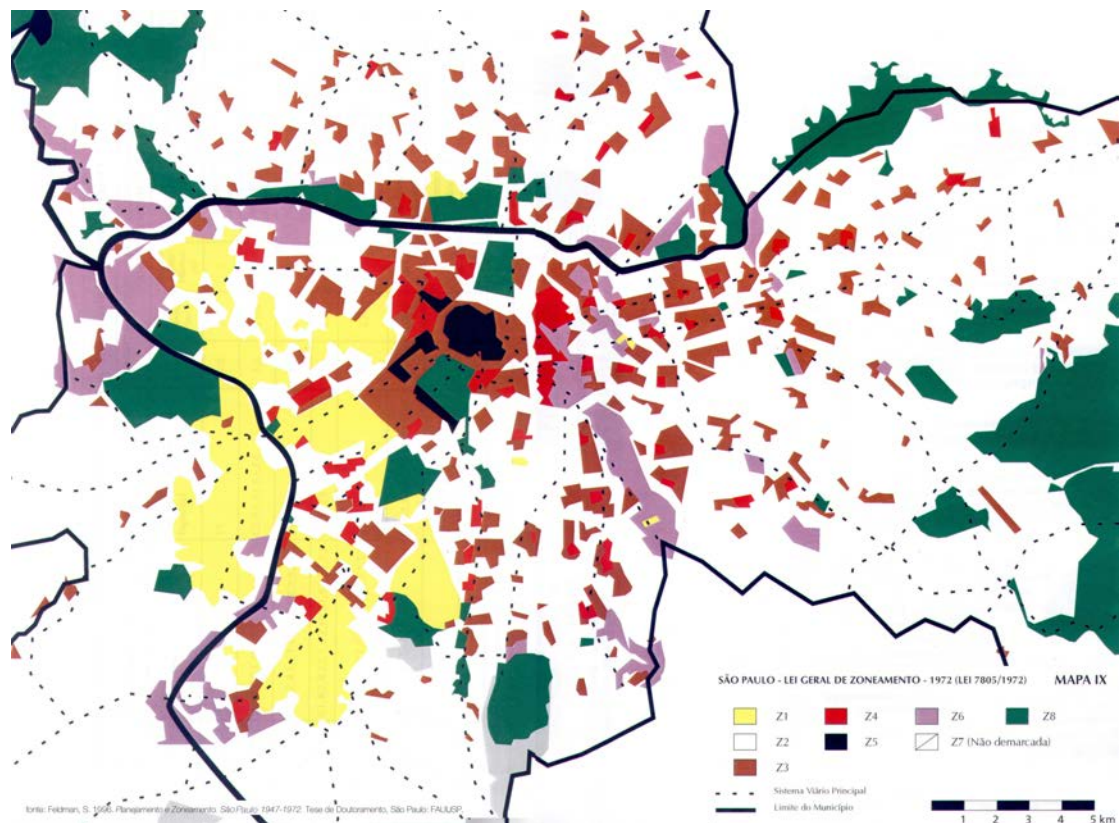 SÃO PAULO - LEI GERAL DE ZONEAMENTO - 1972 (LEI 7805/1972) MAPA IX
Z1 Z4 Z6 Z8
Z2 Z5 Z7 (Não demarcada)
Z3
Sistema Viário Principal
Limite do Município
1 2 3 4 5 km
fonte: Feldman, S. 1996. Planejamento e Zoneamento. São Paulo 1947-1972. Tese de Doutoramento, São Paulo: FAUUSP.